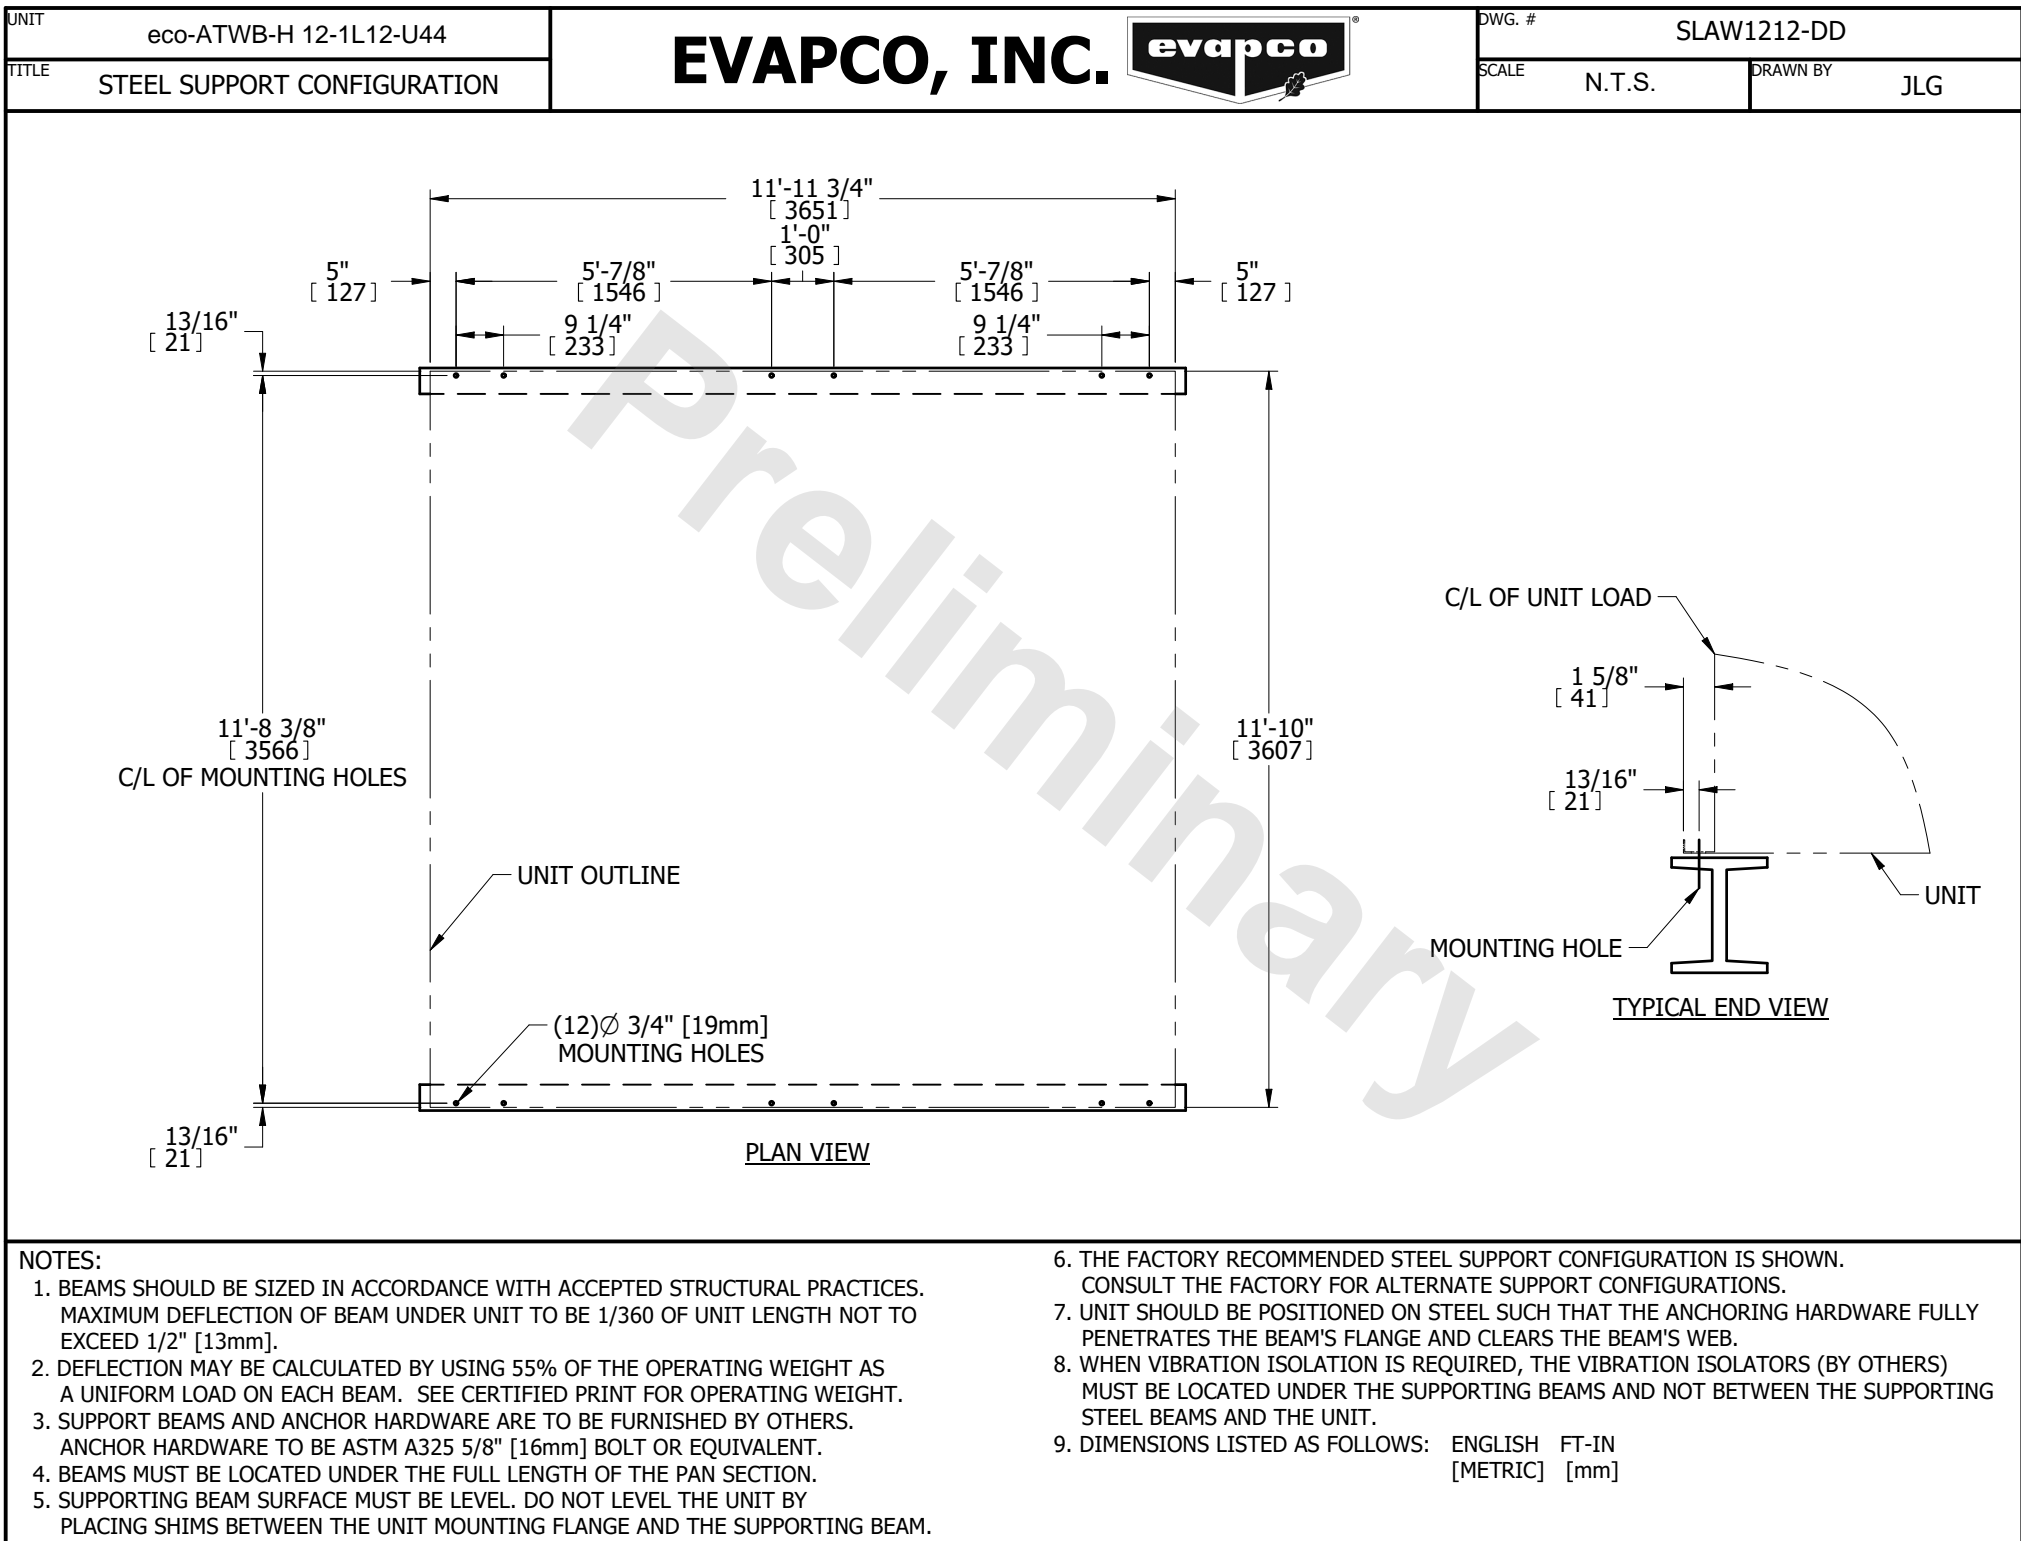 UNIT
eco-ATWB-H 12-1L12-U44
TITLE
STEEL SUPPORT CONFIGURATION
EVAPCO, INC.
evapco
®
DWG. #
SLAW1212-DD
SCALE
N.T.S.
DRAWN BY
JLG
11'-11 3/4"
[ 3651]
1'-0"
[ 305 ]
5"
[ 127]
5'-7/8"
[ 1546 ]
5'-7/8"
[ 1546 ]
5"
[ 127 ]
13/16"
[ 21]
9 1/4"
[ 233]
9 1/4"
[ 233 ]
Preliminary
11'-8 3/8"
[ 3566]
C/L OF MOUNTING HOLES
11'-10"
[ 3607]
UNIT OUTLINE
(12)Ø 3/4" [19mm]
MOUNTING HOLES
13/16"
[ 21]
PLAN VIEW
C/L OF UNIT LOAD
1 5/8"
[ 41]
13/16"
[ 21]
UNIT
MOUNTING HOLE
TYPICAL END VIEW
NOTES:
1. BEAMS SHOULD BE SIZED IN ACCORDANCE WITH ACCEPTED STRUCTURAL PRACTICES.
MAXIMUM DEFLECTION OF BEAM UNDER UNIT TO BE 1/360 OF UNIT LENGTH NOT TO
EXCEED 1/2" [13mm].
2. DEFLECTION MAY BE CALCULATED BY USING 55% OF THE OPERATING WEIGHT AS
A UNIFORM LOAD ON EACH BEAM. SEE CERTIFIED PRINT FOR OPERATING WEIGHT.
3. SUPPORT BEAMS AND ANCHOR HARDWARE ARE TO BE FURNISHED BY OTHERS.
ANCHOR HARDWARE TO BE ASTM A325 5/8" [16mm] BOLT OR EQUIVALENT.
4. BEAMS MUST BE LOCATED UNDER THE FULL LENGTH OF THE PAN SECTION.
5. SUPPORTING BEAM SURFACE MUST BE LEVEL. DO NOT LEVEL THE UNIT BY
PLACING SHIMS BETWEEN THE UNIT MOUNTING FLANGE AND THE SUPPORTING BEAM.
6. THE FACTORY RECOMMENDED STEEL SUPPORT CONFIGURATION IS SHOWN.
CONSULT THE FACTORY FOR ALTERNATE SUPPORT CONFIGURATIONS.
7. UNIT SHOULD BE POSITIONED ON STEEL SUCH THAT THE ANCHORING HARDWARE FULLY
PENETRATES THE BEAM'S FLANGE AND CLEARS THE BEAM'S WEB.
8. WHEN VIBRATION ISOLATION IS REQUIRED, THE VIBRATION ISOLATORS (BY OTHERS)
MUST BE LOCATED UNDER THE SUPPORTING BEAMS AND NOT BETWEEN THE SUPPORTING
STEEL BEAMS AND THE UNIT.
9. DIMENSIONS LISTED AS FOLLOWS: ENGLISH FT-IN
[METRIC] [mm]